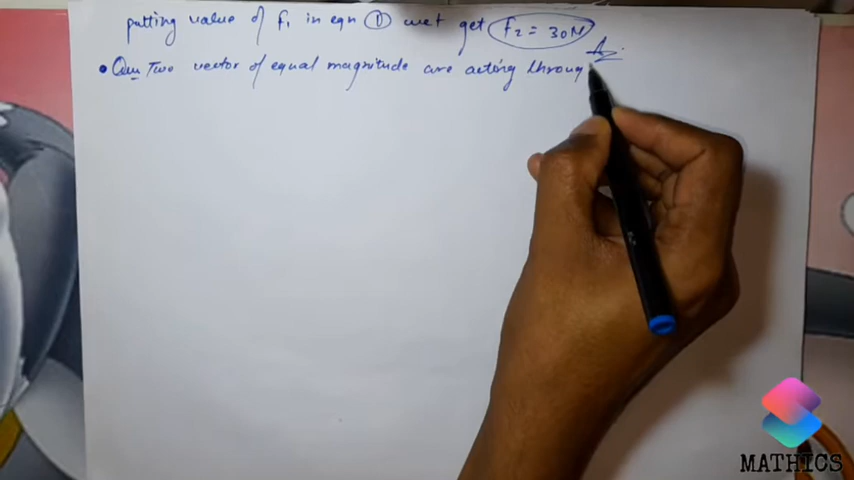 putting value of f₁ in eqn ① we get f₂ = 30N
• Que Two vector of equal magnitude are acting throug
MATHICS